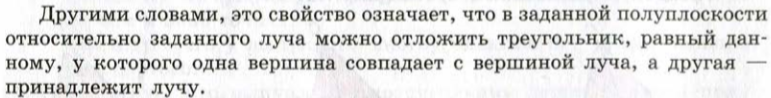 Другими словами, это свойство означает, что в заданной полуплоскости
относительно заданного луча можно отложить треугольник, равный дан-
ному, у которого одна вершина совпадает с вершиной луча, а другая —
принадлежит лучу.